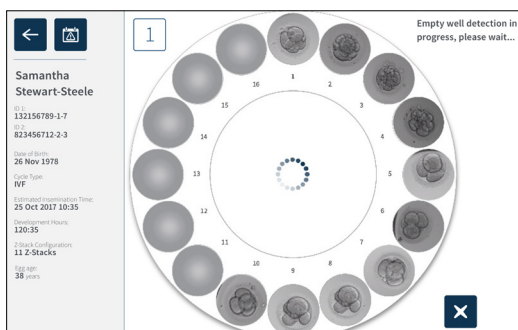 1
Empty well detection in
progress, please wait...
Samantha
Stewart-Steele
ID 1:
132156789-1-7
ID 2:
823456712-2-3
Date of Birth:
26 Nov 1978
Cycle Type:
IVF
Estimated Insemination Time:
25 Oct 2017 10:35
Development Hours:
120:35
Z-Stack Configuration:
11 Z-Stacks
Egg age:
38 years
1
2
3
4
5
6
7
8
9
10
11
12
13
14
15
16